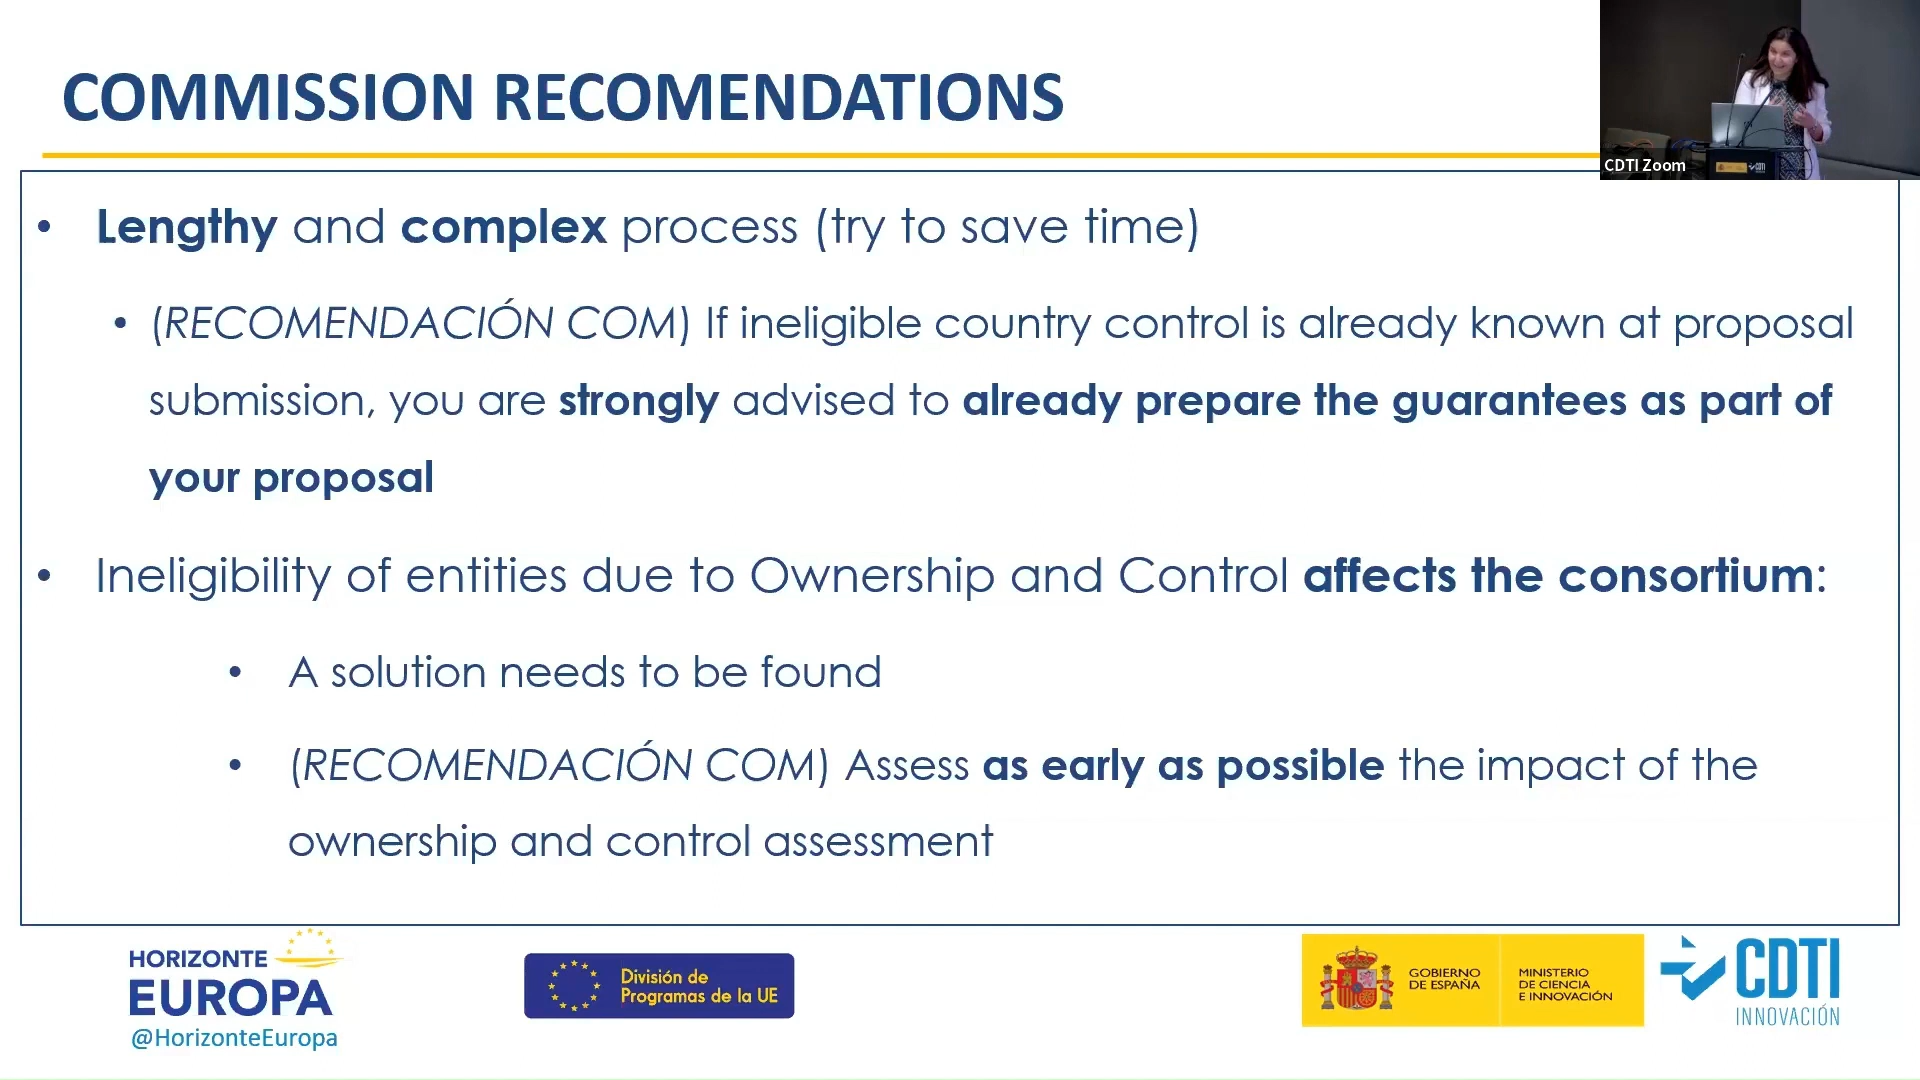 COMMISSION RECOMENDATIONS
CDTI Zoom
• Lengthy and complex process (try to save time)
• (RECOMENDACIÓN COM) If ineligible country control is already known at proposal
submission, you are strongly advised to already prepare the guarantees as part of
your proposal
• Ineligibility of entities due to Ownership and Control affects the consortium:
• A solution needs to be found
• (RECOMENDACIÓN COM) Assess as early as possible the impact of the
ownership and control assessment
HORIZONTE
EUROPA
@HorizonteEuropa
División de
Programas de la UE
GOBIERNO
DE ESPAÑA
MINISTERIO
DE CIENCIA
E INNOVACIÓN
CDTI
INNOVACIÓN